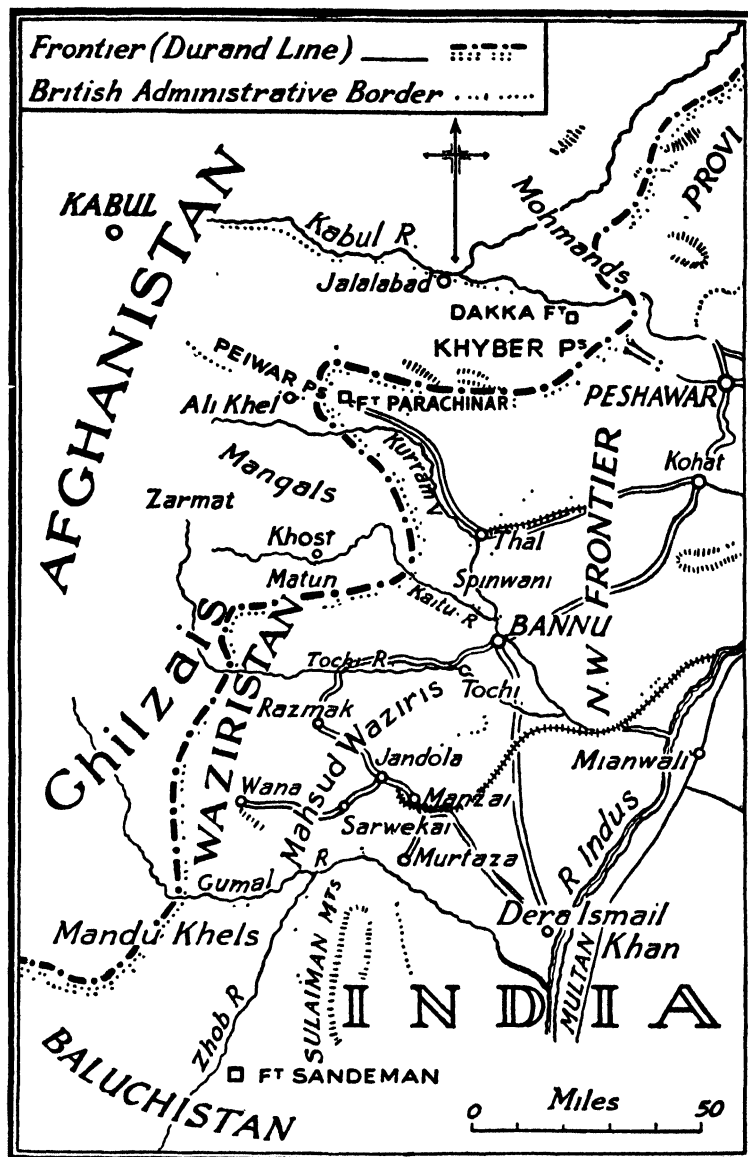 Frontier (Durand Line)
British Administrative Border
KABUL
AFGHANISTAN
Kabul R.
Mohmands
PROVI
Jalalabad
DAKKA FT
KHYBER PS
PEIWAR PS
FT PARACHINAR
PESHAWAR
Ali Khel
Kurram V
Mangals
Kohat
Zarmat
N.W FRONTIER
Khost
Thal
Matun
Spinwani
Kaitu R
BANNU
Ghilzais
WAZIRISTAN
Tochi R
Tochi
Razmak
Mahsud Waziris
Jandola
Mianwali
Wana
Manzai
Sarwekai
R Indus
Murtaza
Gumal R
Dera Ismail
Khan
Mandu Khels
SULAIMAN MTS
MULTAN
INDIA
Zhob R
BALUCHISTAN
FT SANDEMAN
Miles
0 50